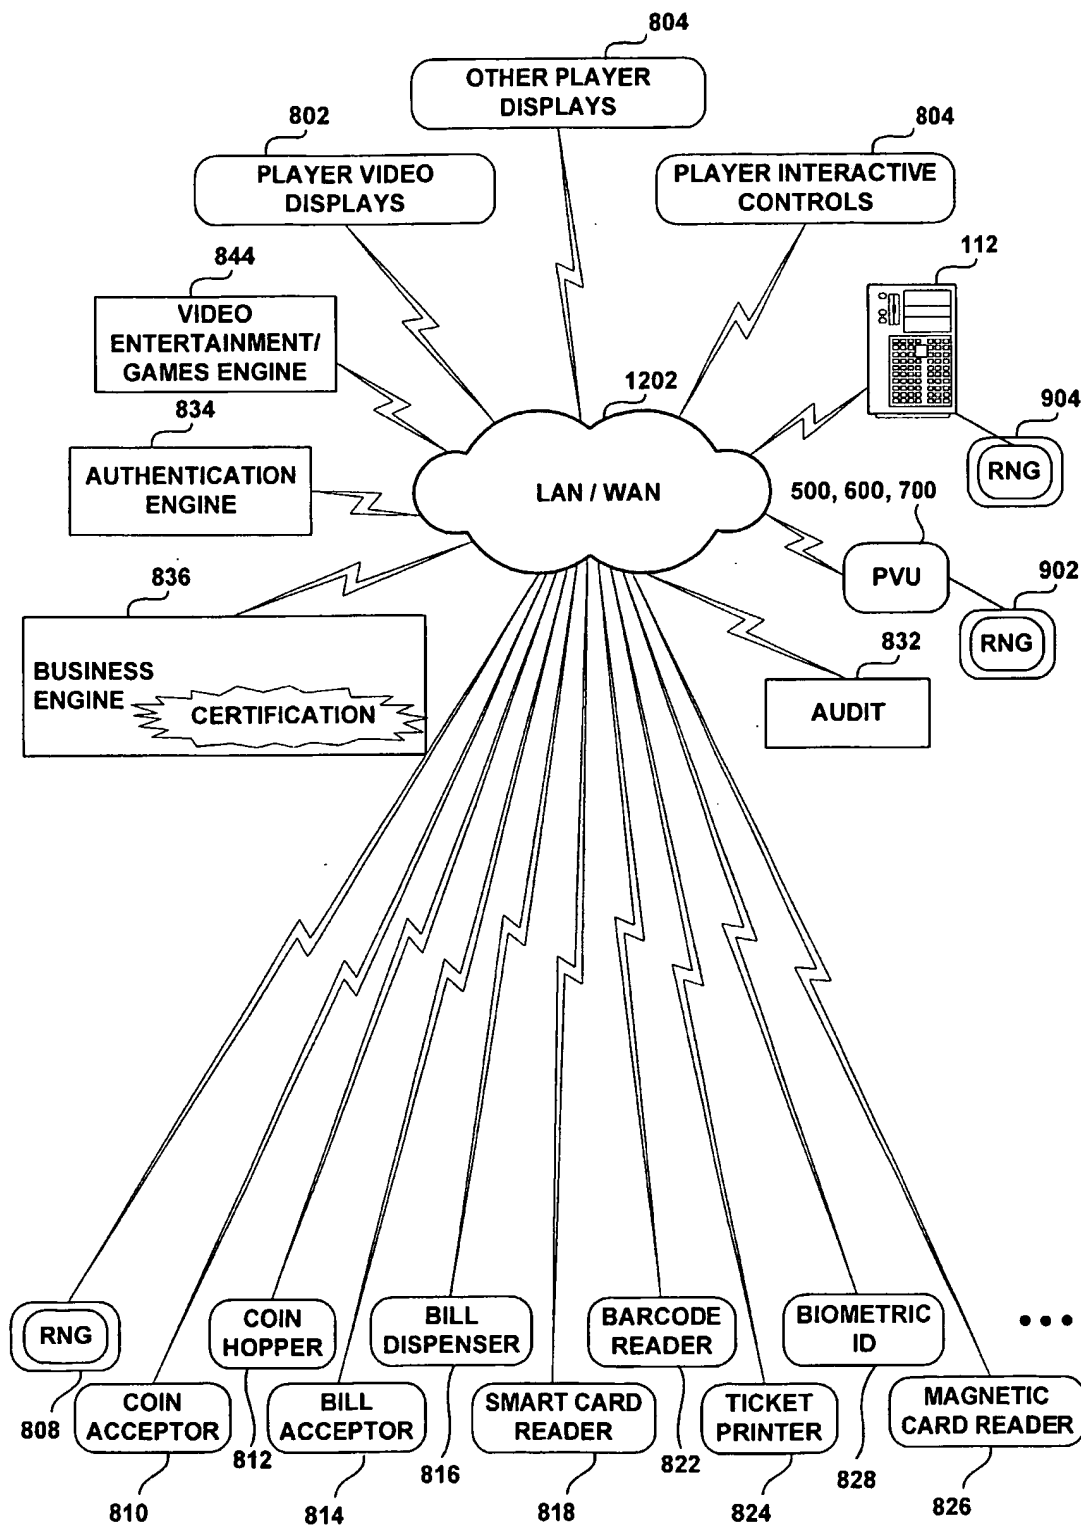 804
OTHER PLAYER
DISPLAYS
802
PLAYER VIDEO
DISPLAYS
804
PLAYER INTERACTIVE
CONTROLS
844
VIDEO
ENTERTAINMENT/
GAMES ENGINE
112
834
AUTHENTICATION
ENGINE
1202
LAN / WAN
904
RNG
500, 600, 700
PVU
902
RNG
836
BUSINESS
ENGINE
CERTIFICATION
832
AUDIT
RNG
808
COIN
ACCEPTOR
810
COIN
HOPPER
812
BILL
ACCEPTOR
814
BILL
DISPENSER
816
SMART CARD
READER
818
BARCODE
READER
822
TICKET
PRINTER
824
BIOMETRIC
ID
828
MAGNETIC
CARD READER
826
• • •